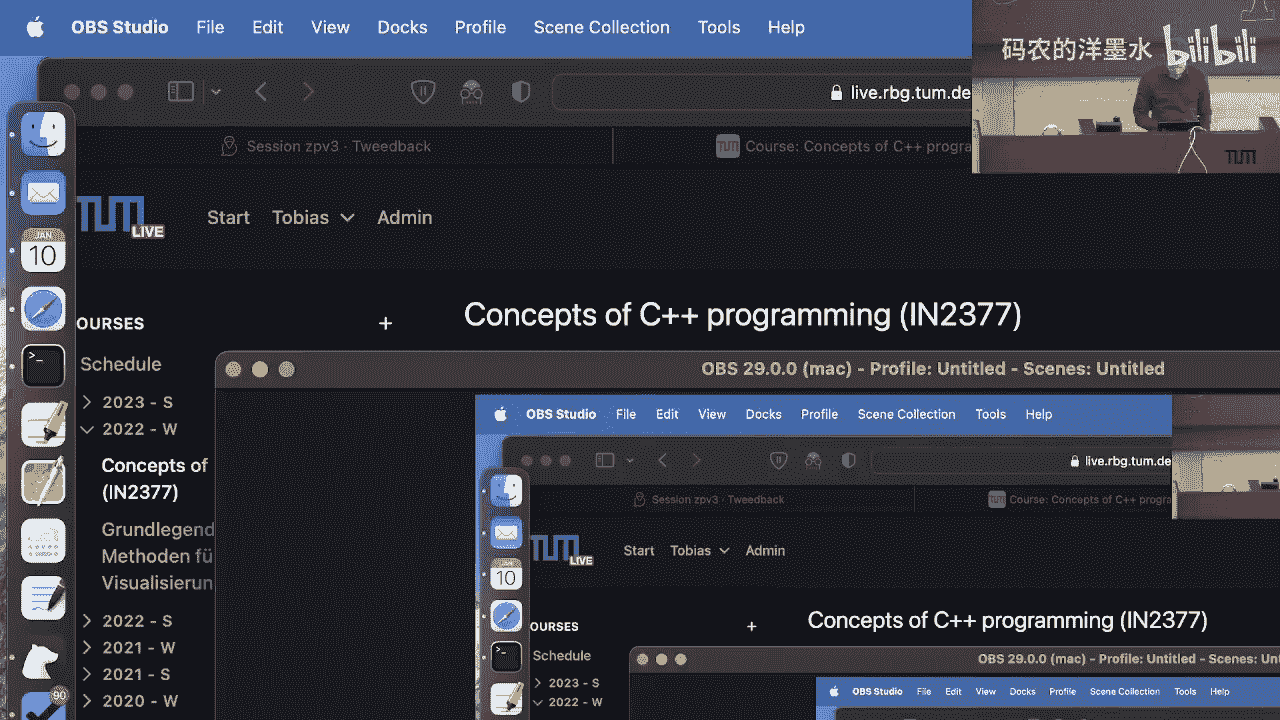 OBS Studio File Edit View Docks Profile Scene Collection Tools Help
码农的洋墨水 bilibili
live.rbg.tum.de
Session zpv3 · Tweedback
TUM Course: Concepts of C++ progra
TUM
TUM LIVE Start Tobias Admin
JAN
10
OURSES +
Concepts of C++ programming (IN2377)
Schedule
OBS 29.0.0 (mac) - Profile: Untitled - Scenes: Untitled
2023 - S
2022 - W
Concepts of
(IN2377)
Grundlegend
Methoden fü
Visualisierun
2022 - S
2021 - W
2021 - S
2020 - W
90
OBS Studio File Edit View Docks Profile Scene Collection Tools Help
live.rbg.tum.de
Session zpv3 · Tweedback
TUM Course: Concepts of C++ progra
TUM LIVE Start Tobias Admin
10
OURSES +
Concepts of C++ programming (IN2377)
Schedule
OBS 29.0.0 (mac) - Profile: Untitled - Scenes: Un
2023 - S
2022 - W
OBS Studio File Edit View Docks Profile Scene Collection Tools Help